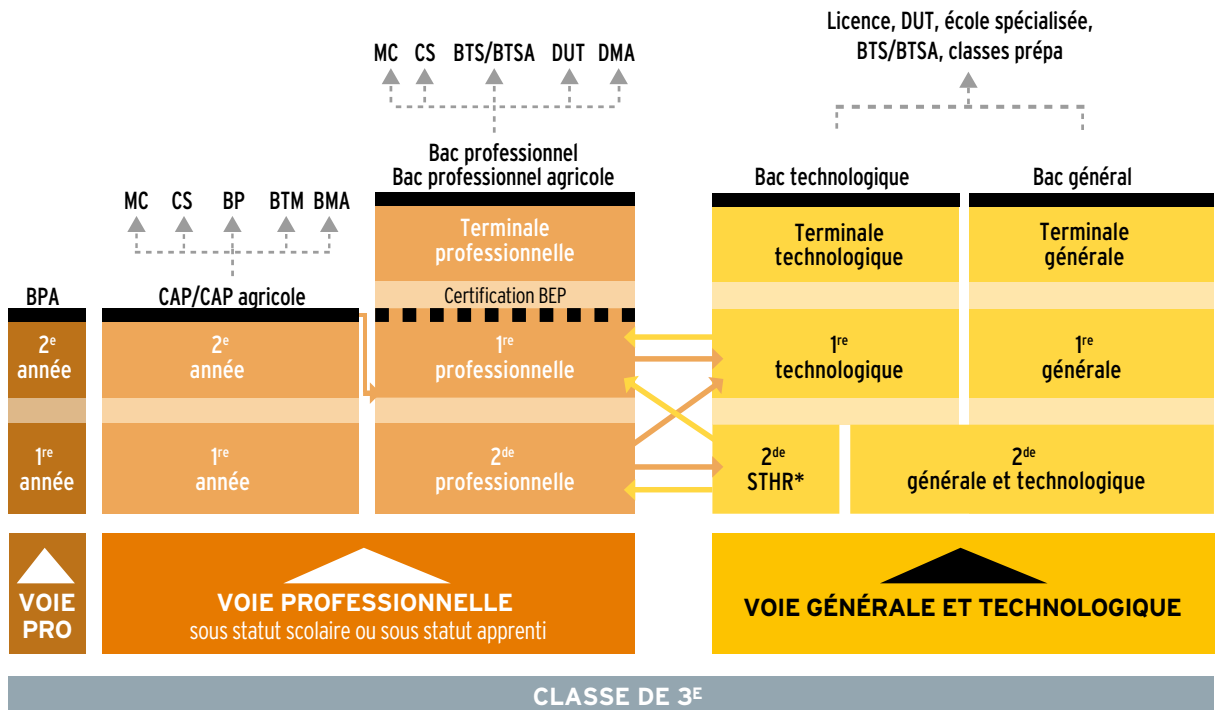 Licence, DUT, école spécialisée,
BTS/BTSA, classes prépa
MC CS BTS/BTSA DUT DMA
Bac professionnel
Bac professionnel agricole
Bac technologique
Bac général
MC CS BP BTM BMA
Terminale
professionnelle
Terminale
technologique
Terminale
générale
BPA
CAP/CAP agricole
Certification BEP
2e
année
2e
année
1re
professionnelle
1re
technologique
1re
générale
1re
année
1re
année
2de
professionnelle
2de
STHR*
2de
générale et technologique
VOIE
PRO
VOIE PROFESSIONNELLE
sous statut scolaire ou sous statut apprenti
VOIE GÉNÉRALE ET TECHNOLOGIQUE
CLASSE DE 3E